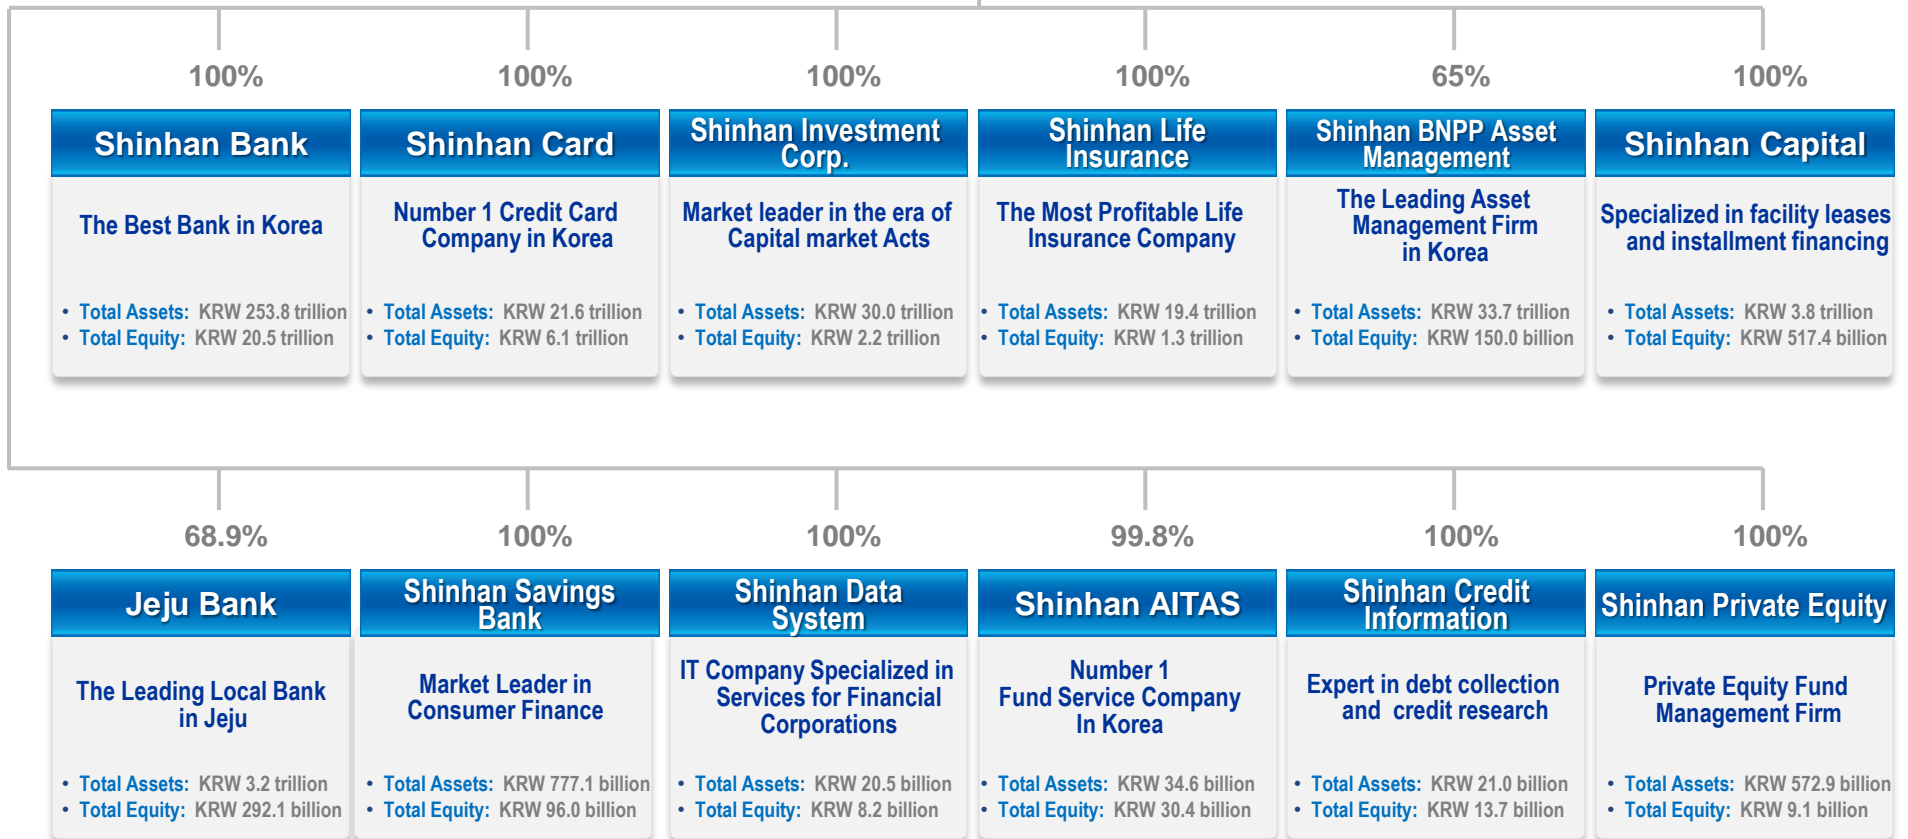 100% 100% 100% 100% 65% 100%
Shinhan Bank
The Best Bank in Korea
• Total Assets: KRW 253.8 trillion
• Total Equity: KRW 20.5 trillion
Shinhan Card
Number 1 Credit Card
Company in Korea
• Total Assets: KRW 21.6 trillion
• Total Equity: KRW 6.1 trillion
Shinhan Investment
Corp.
Market leader in the era of
Capital market Acts
• Total Assets: KRW 30.0 trillion
• Total Equity: KRW 2.2 trillion
Shinhan Life
Insurance
The Most Profitable Life
Insurance Company
• Total Assets: KRW 19.4 trillion
• Total Equity: KRW 1.3 trillion
Shinhan BNPP Asset
Management
The Leading Asset
Management Firm
in Korea
• Total Assets: KRW 33.7 trillion
• Total Equity: KRW 150.0 billion
Shinhan Capital
Specialized in facility leases
and installment financing
• Total Assets: KRW 3.8 trillion
• Total Equity: KRW 517.4 billion
68.9% 100% 100% 99.8% 100% 100%
Jeju Bank
The Leading Local Bank
in Jeju
• Total Assets: KRW 3.2 trillion
• Total Equity: KRW 292.1 billion
Shinhan Savings
Bank
Market Leader in
Consumer Finance
• Total Assets: KRW 777.1 billion
• Total Equity: KRW 96.0 billion
Shinhan Data
System
IT Company Specialized in
Services for Financial
Corporations
• Total Assets: KRW 20.5 billion
• Total Equity: KRW 8.2 billion
Shinhan AITAS
Number 1
Fund Service Company
In Korea
• Total Assets: KRW 34.6 billion
• Total Equity: KRW 30.4 billion
Shinhan Credit
Information
Expert in debt collection
and credit research
• Total Assets: KRW 21.0 billion
• Total Equity: KRW 13.7 billion
Shinhan Private Equity
Private Equity Fund
Management Firm
• Total Assets: KRW 572.9 billion
• Total Equity: KRW 9.1 billion